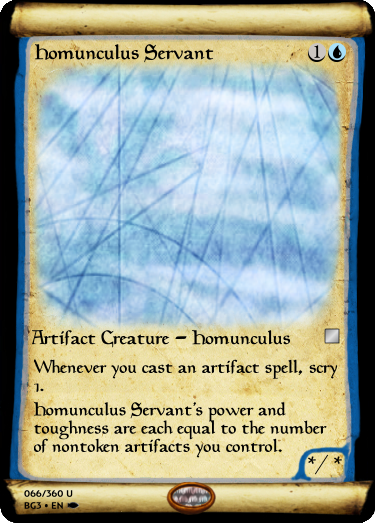 Homunculus Servant 1
Artifact Creature – Homunculus
Whenever you cast an artifact spell, scry
1.
Homunculus Servant's power and
toughness are each equal to the number
of nontoken artifacts you control.
*/*
066/360 U
BG3 • EN